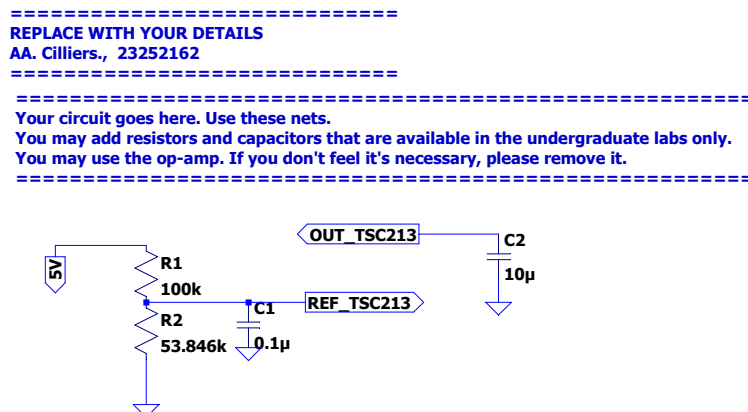 ==============================
REPLACE WITH YOUR DETAILS
AA. Cilliers., 23252162
==============================
=========================================================
Your circuit goes here. Use these nets.
You may add resistors and capacitors that are available in the undergraduate labs only.
You may use the op-amp. If you don't feel it's necessary, please remove it.
=========================================================
OUT_TSC213
C2
10µ
5V
R1
100k
C1
REF_TSC213
R2
53.846k
0.1µ